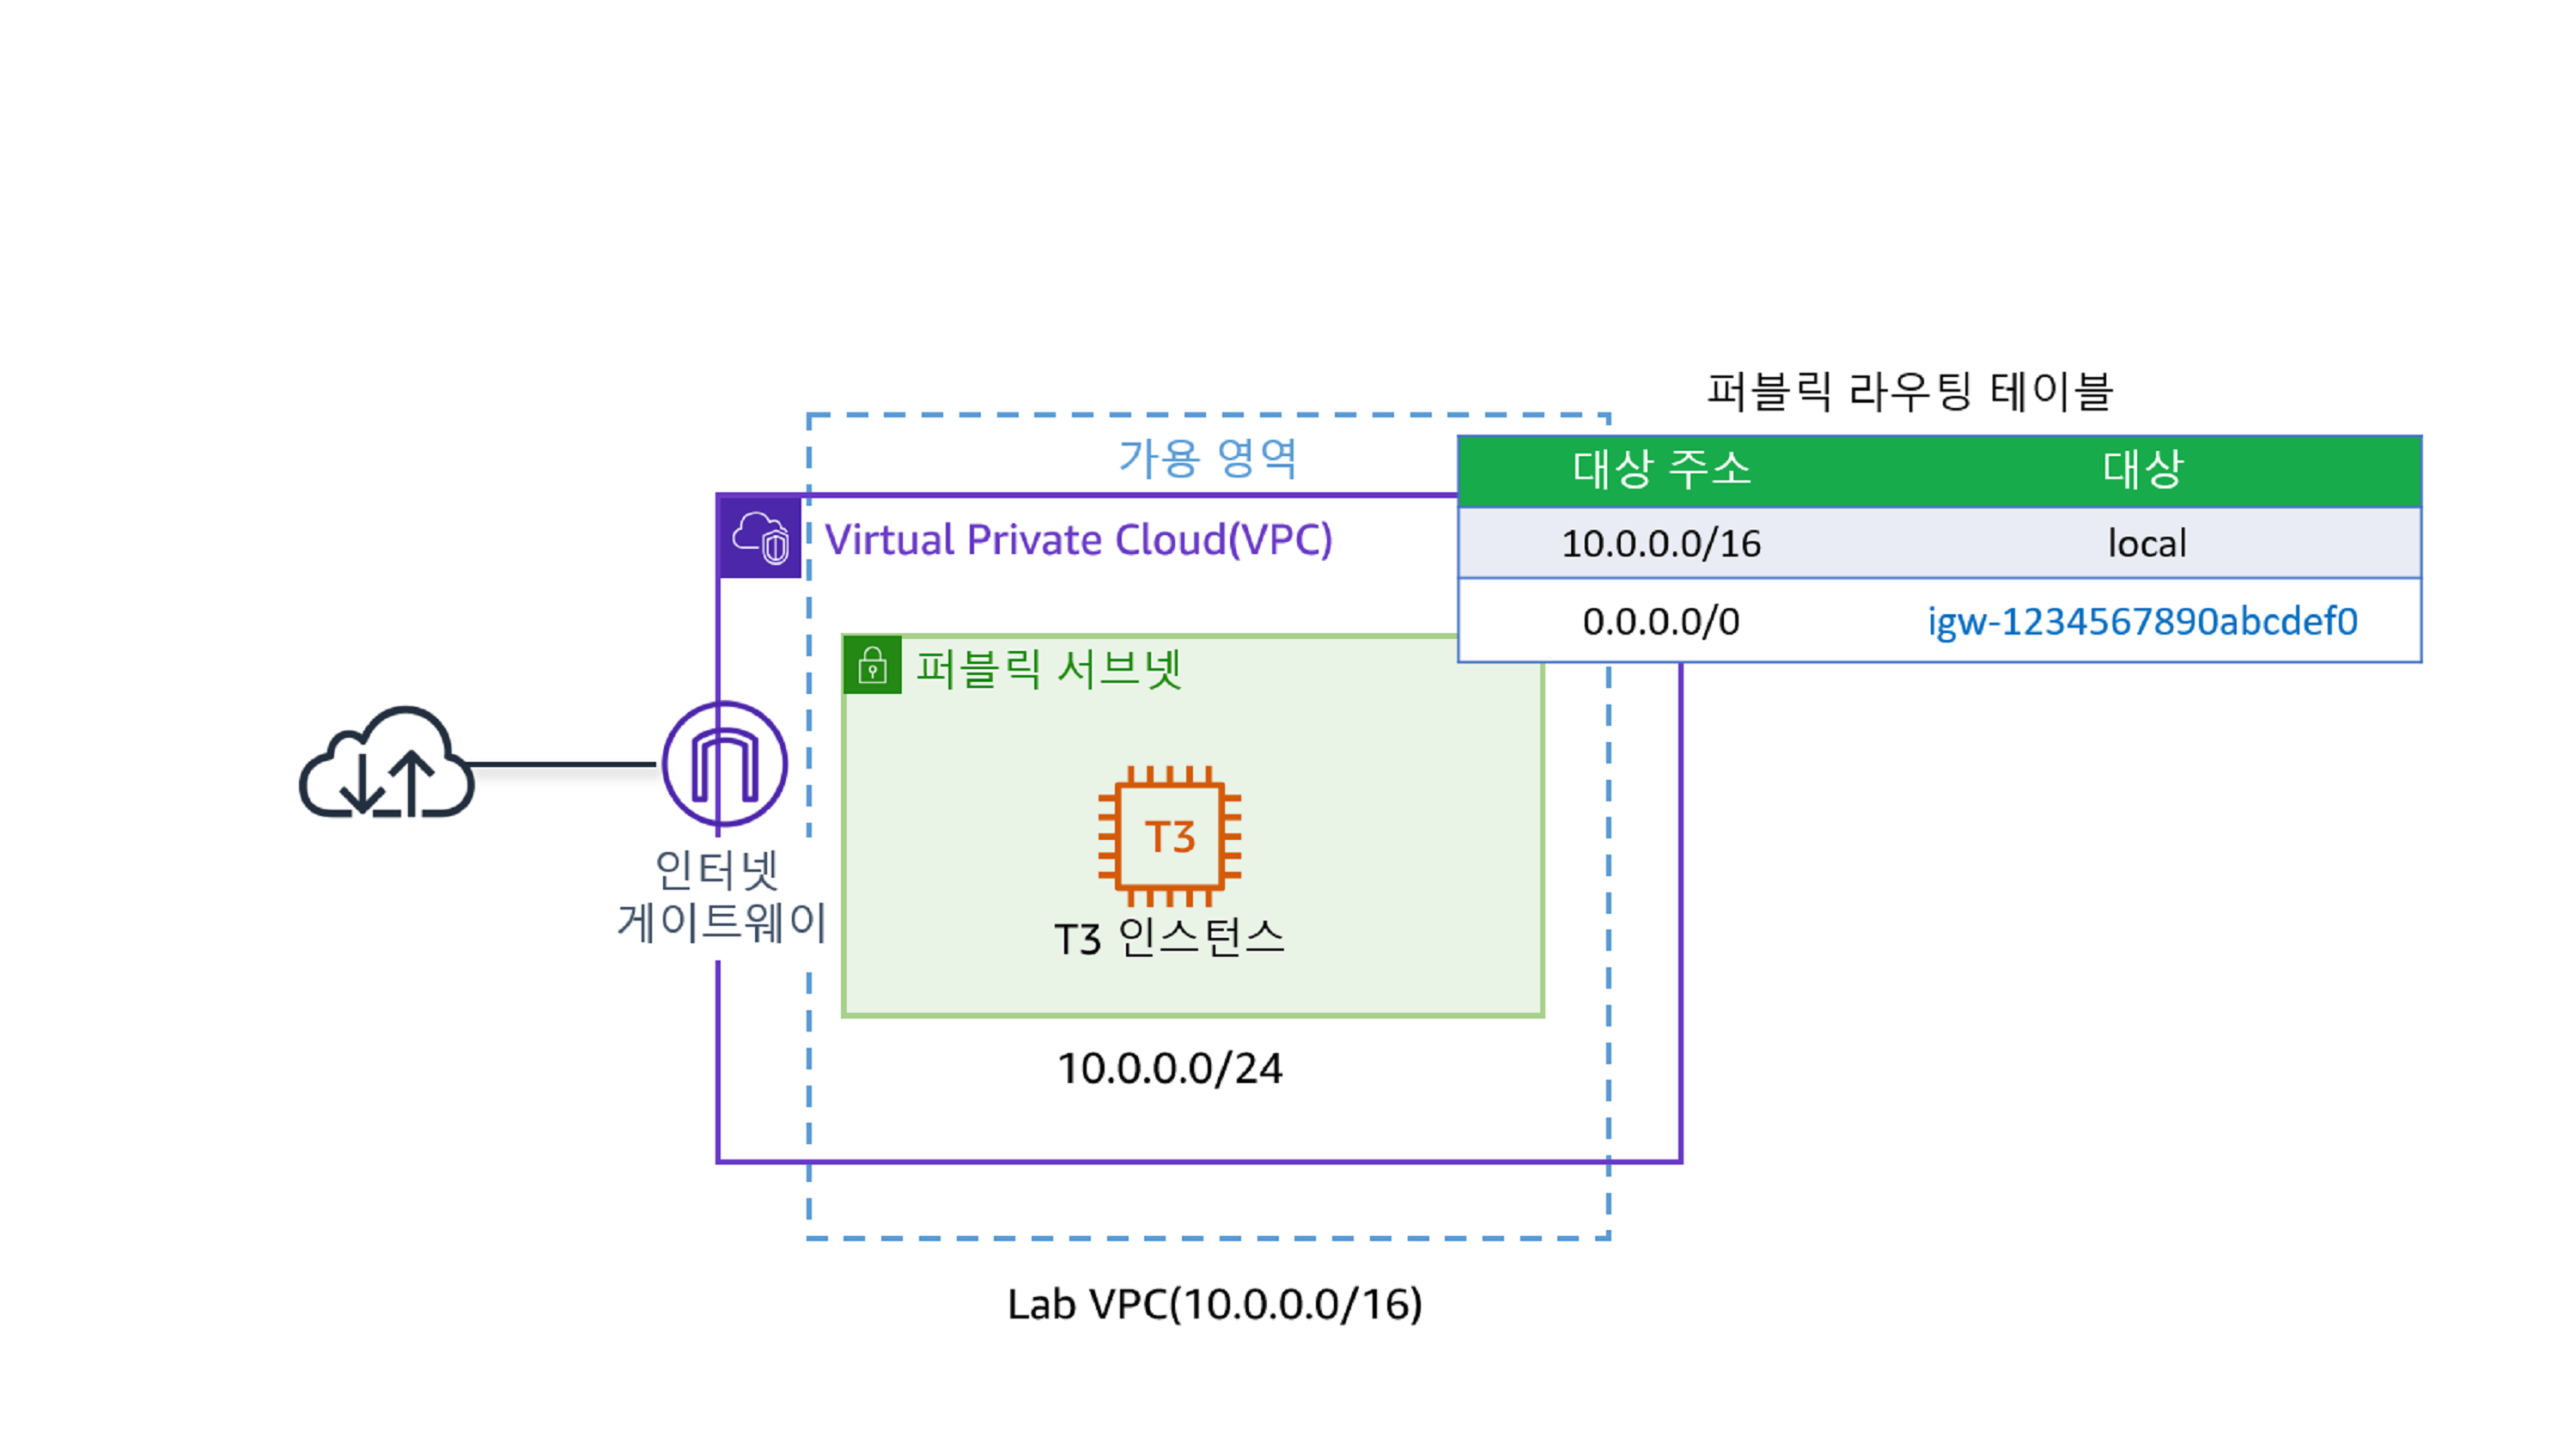 퍼블릭 라우팅 테이블
가용 영역
대상 주소 대상
Virtual Private Cloud(VPC)
10.0.0.0/16 local
0.0.0.0/0 igw-1234567890abcdef0
퍼블릭 서브넷
T3
인터넷
게이트웨이
T3 인스턴스
10.0.0.0/24
Lab VPC(10.0.0.0/16)